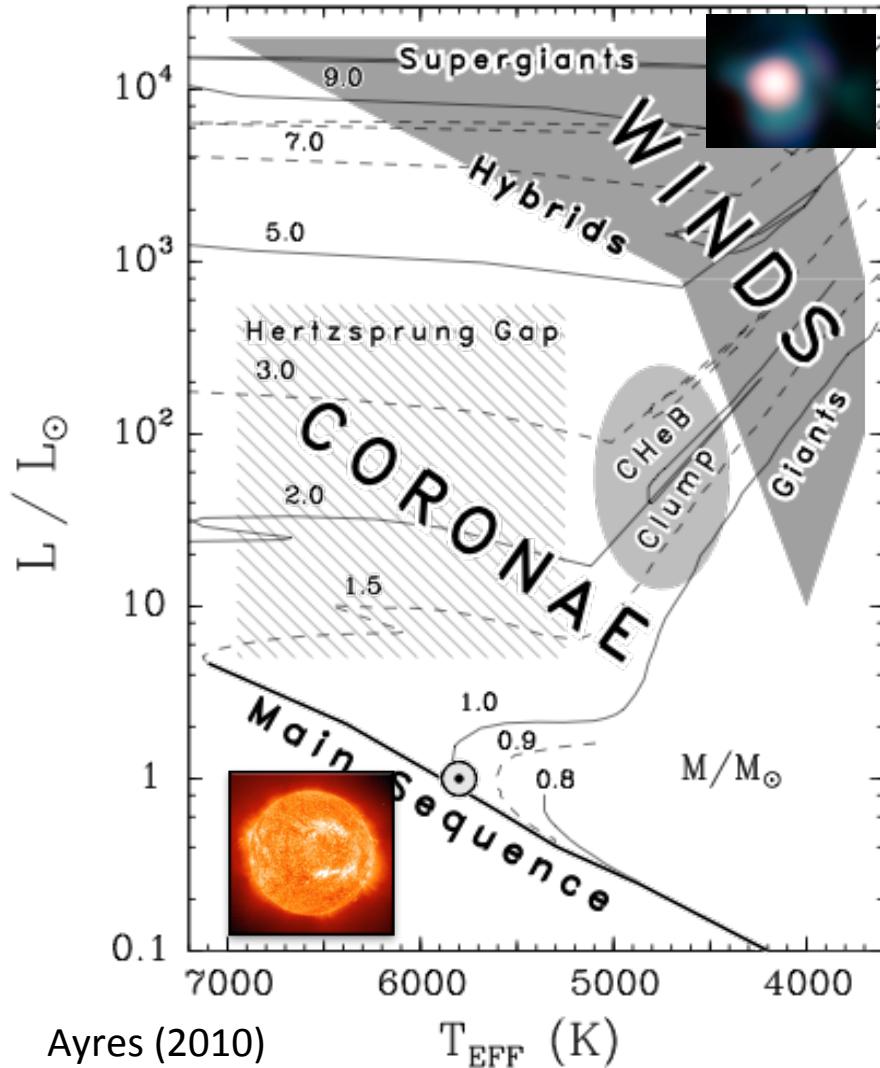 Supergiants
10⁴
9.0
WINDS
7.0
Hybrids
5.0
10³
Hertzsprung Gap
3.0
CORONAE
10²
CHeB
Clump
Giants
L / L☉
2.0
1.5
10
1.0
0.9
Main Sequence
1
0.8
M/M☉
0.1
7000 6000 5000 4000
Ayres (2010)
T_EFF (K)